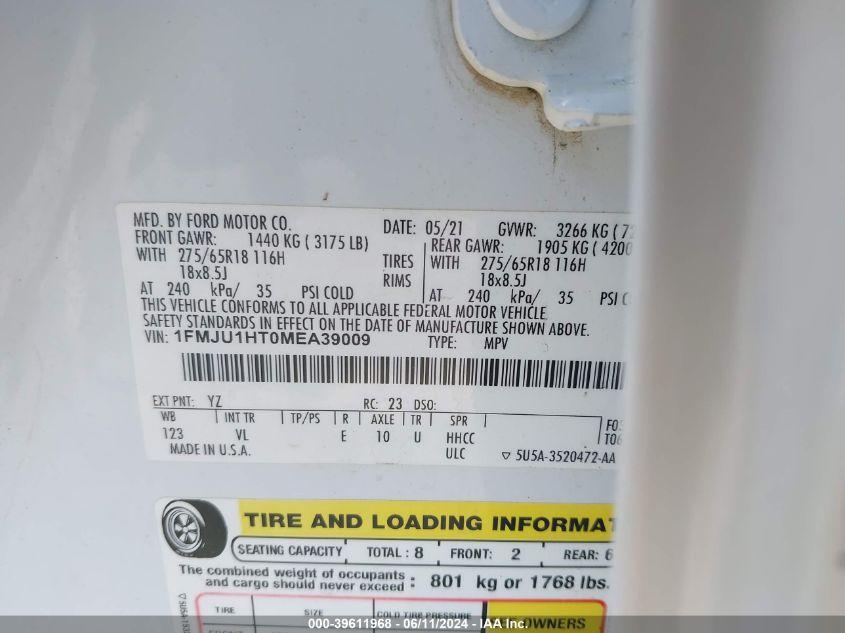 MFD. BY FORD MOTOR CO. DATE: 05/21 GVWR: 3266 KG
FRONT GAWR: 1440 KG ( 3175 LB) REAR GAWR: 1905 KG ( 4200
WITH 275/65R18 116H TIRES WITH 275/65R18 116H
18x8.5J RIMS 18x8.5J
AT 240 kPa/ 35 PSI COLD AT 240 kPa/ 35 PSI
THIS VEHICLE CONFORMS TO ALL APPLICABLE FEDERAL MOTOR VEHICLE
SAFETY STANDARDS IN EFFECT ON THE DATE OF MANUFACTURE SHOWN ABOVE.
VIN: 1FMJU1HT0MEA39009 TYPE: MPV
EXT PNT: YZ RC: 23 DSO:
WB INT TR TP/PS R AXLE TR SPR
123 VL E 10 U HHCC
MADE IN U.S.A. ULC ▽ 5U5A-3520472-AA
TIRE AND LOADING
SEATING CAPACITY TOTAL : 8 FRONT: 2 REAR: 6
The combined weight of occupants and cargo should never exceed : 801 kg or 1768 lbs.
TIRE SIZE COLD TIRE PRESSURE OWNERS
000-39611968 - 06/11/2024 - IAA Inc.